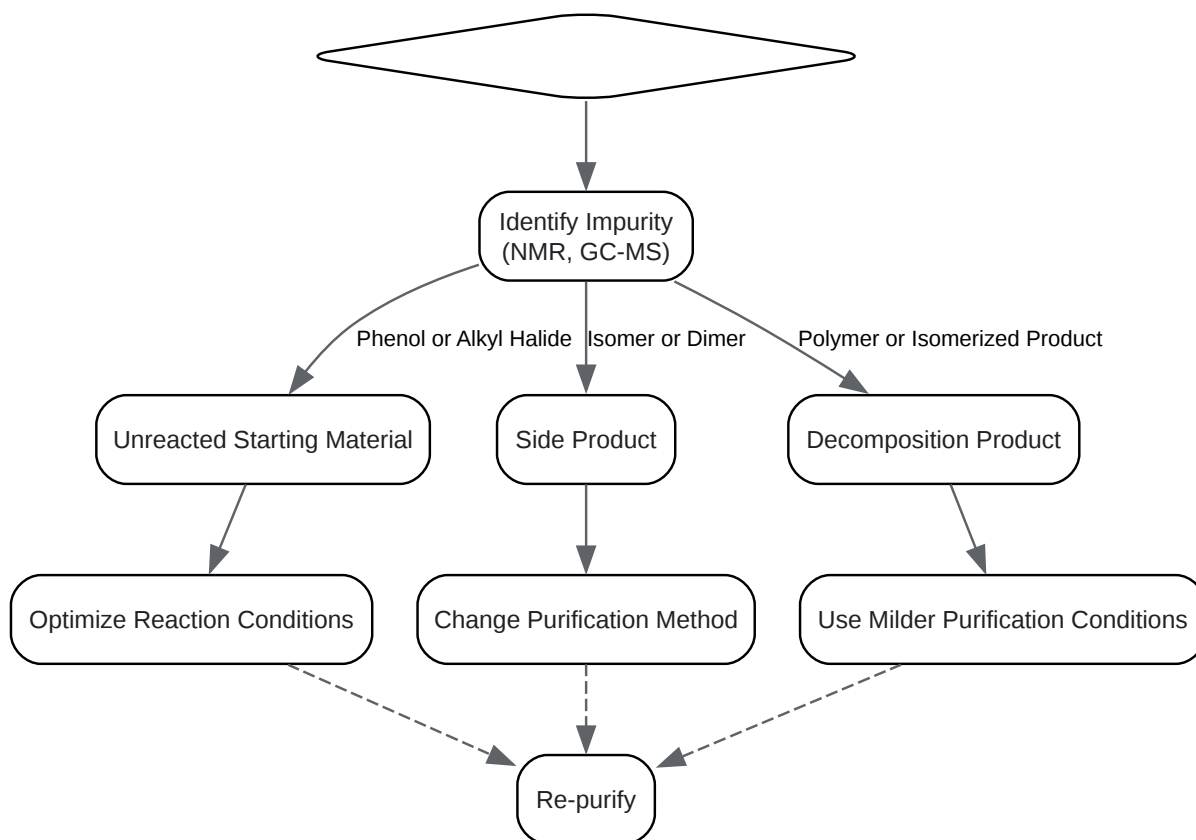 Identify Impurity
(NMR, GC-MS)
Phenol or Alkyl Halide
Isomer or Dimer
Polymer or Isomerized Product
Unreacted Starting Material
Side Product
Decomposition Product
Optimize Reaction Conditions
Change Purification Method
Use Milder Purification Conditions
Re-purify